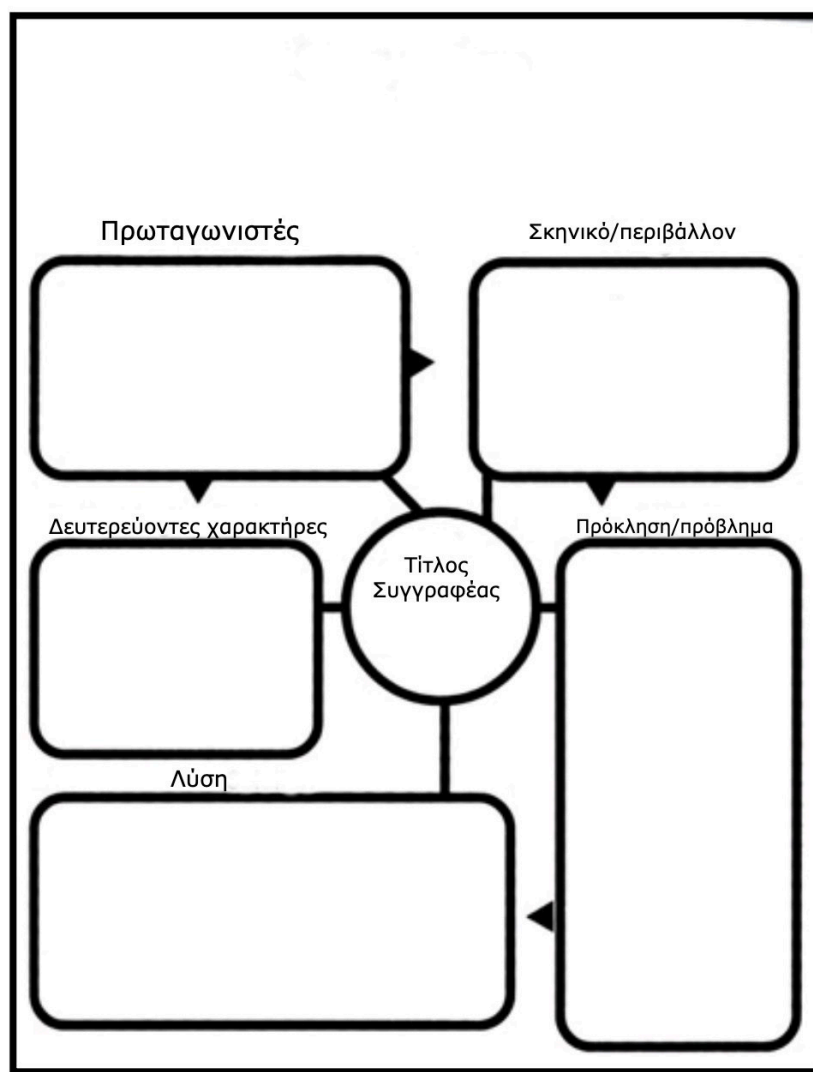 Πρωταγωνιστές
Σκηνικό/περιβάλλον
Δευτερεύοντες χαρακτήρες
Τίτλος
Συγγραφέας
Πρόκληση/πρόβλημα
Λύση